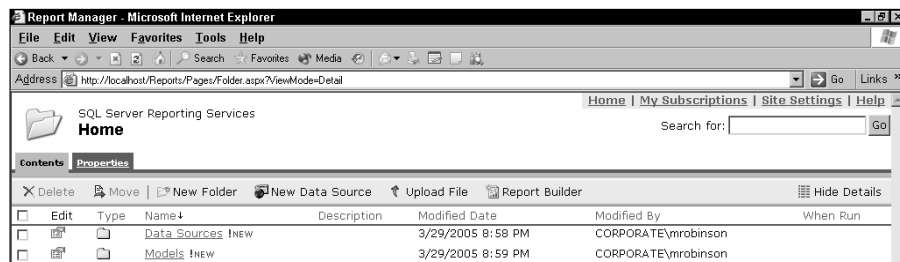 Report Manager - Microsoft Internet Explorer
File Edit View Favorites Tools Help
Back Search Favorites Media
Address http://localhost/Reports/Pages/Folder.aspx?ViewMode=Detail Go Links »
Home | My Subscriptions | Site Settings | Help
SQL Server Reporting Services
Home
Search for: Go
Contents Properties
Delete Move | New Folder New Data Source Upload File Report Builder Hide Details
Edit Type Name↓ Description Modified Date Modified By When Run
Data Sources !NEW 3/29/2005 8:58 PM CORPORATE\mrobinson
Models !NEW 3/29/2005 8:59 PM CORPORATE\mrobinson